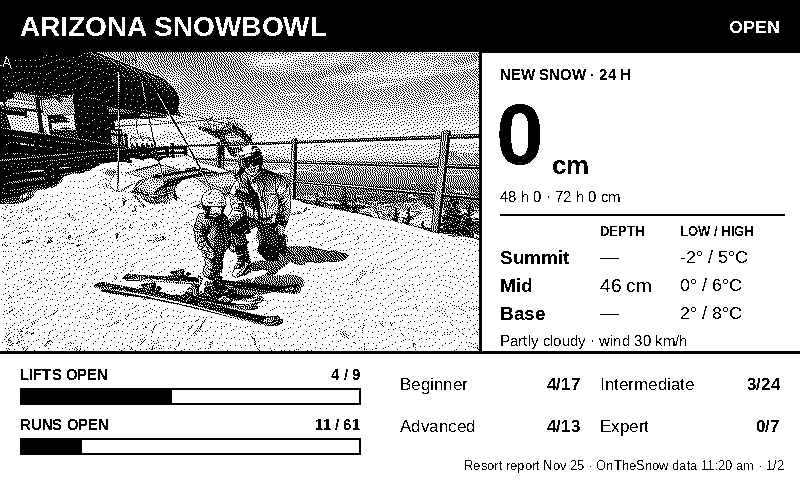 ARIZONA SNOWBOWL
OPEN
A
NEW SNOW · 24 H
0 cm
48 h 0 · 72 h 0 cm
DEPTH LOW / HIGH
Summit — -2° / 5°C
Mid 46 cm 0° / 6°C
Base — 2° / 8°C
Partly cloudy · wind 30 km/h
LIFTS OPEN 4 / 9
RUNS OPEN 11 / 61
Beginner 4/17 Intermediate 3/24
Advanced 4/13 Expert 0/7
Resort report Nov 25 · OnTheSnow data 11:20 am · 1/2